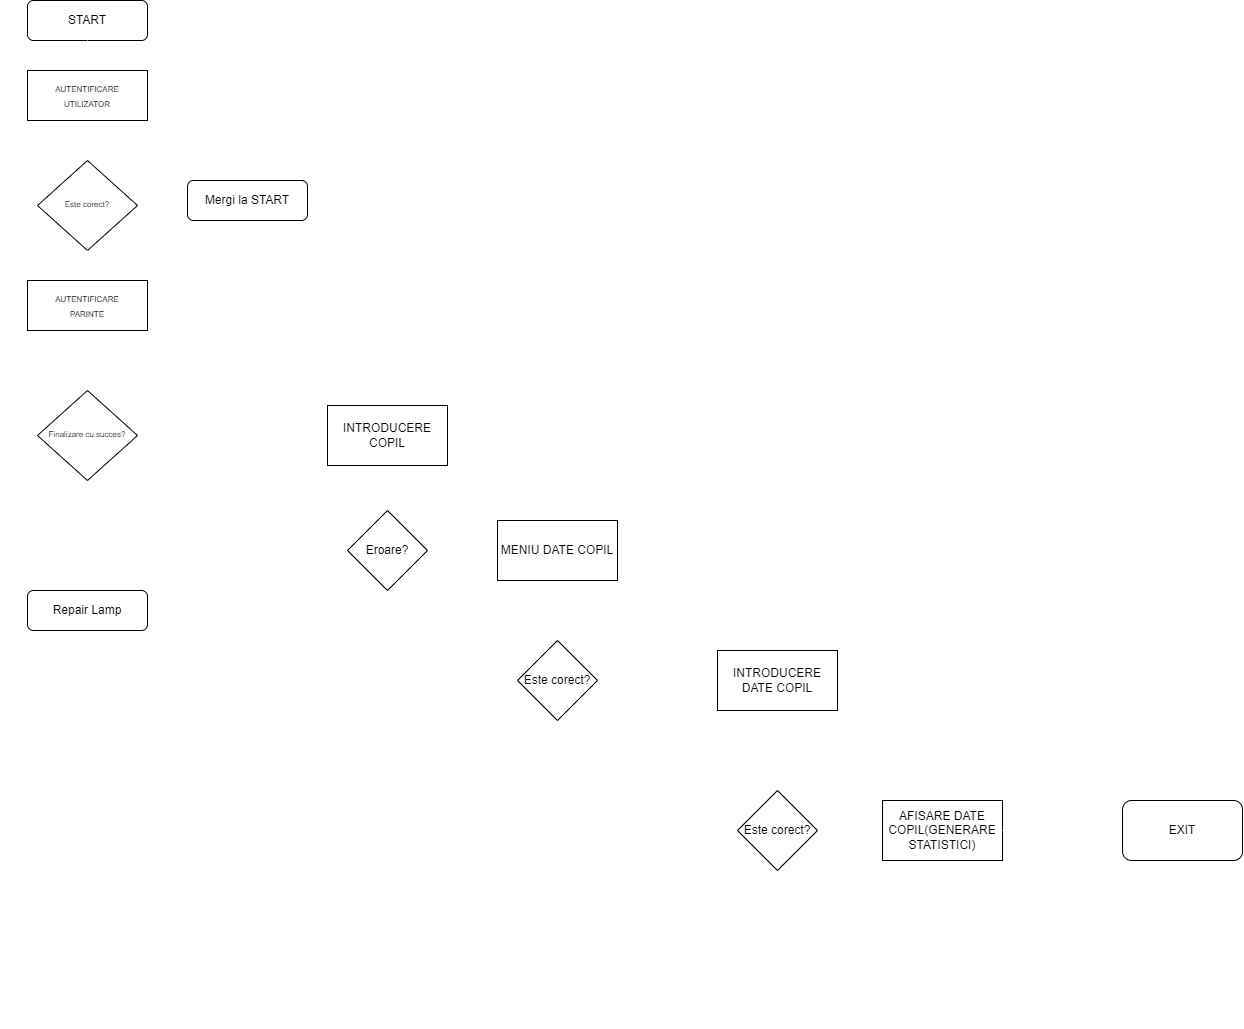 START
AUTENTIFICARE
UTILIZATOR
Este corect?
Mergi la START
AUTENTIFICARE
PARINTE
Finalizare cu succes?
INTRODUCERE
COPIL
Eroare?
MENIU DATE COPIL
Repair Lamp
Este corect?
INTRODUCERE
DATE COPIL
Este corect?
AFISARE DATE
COPIL(GENERARE
STATISTICI)
EXIT